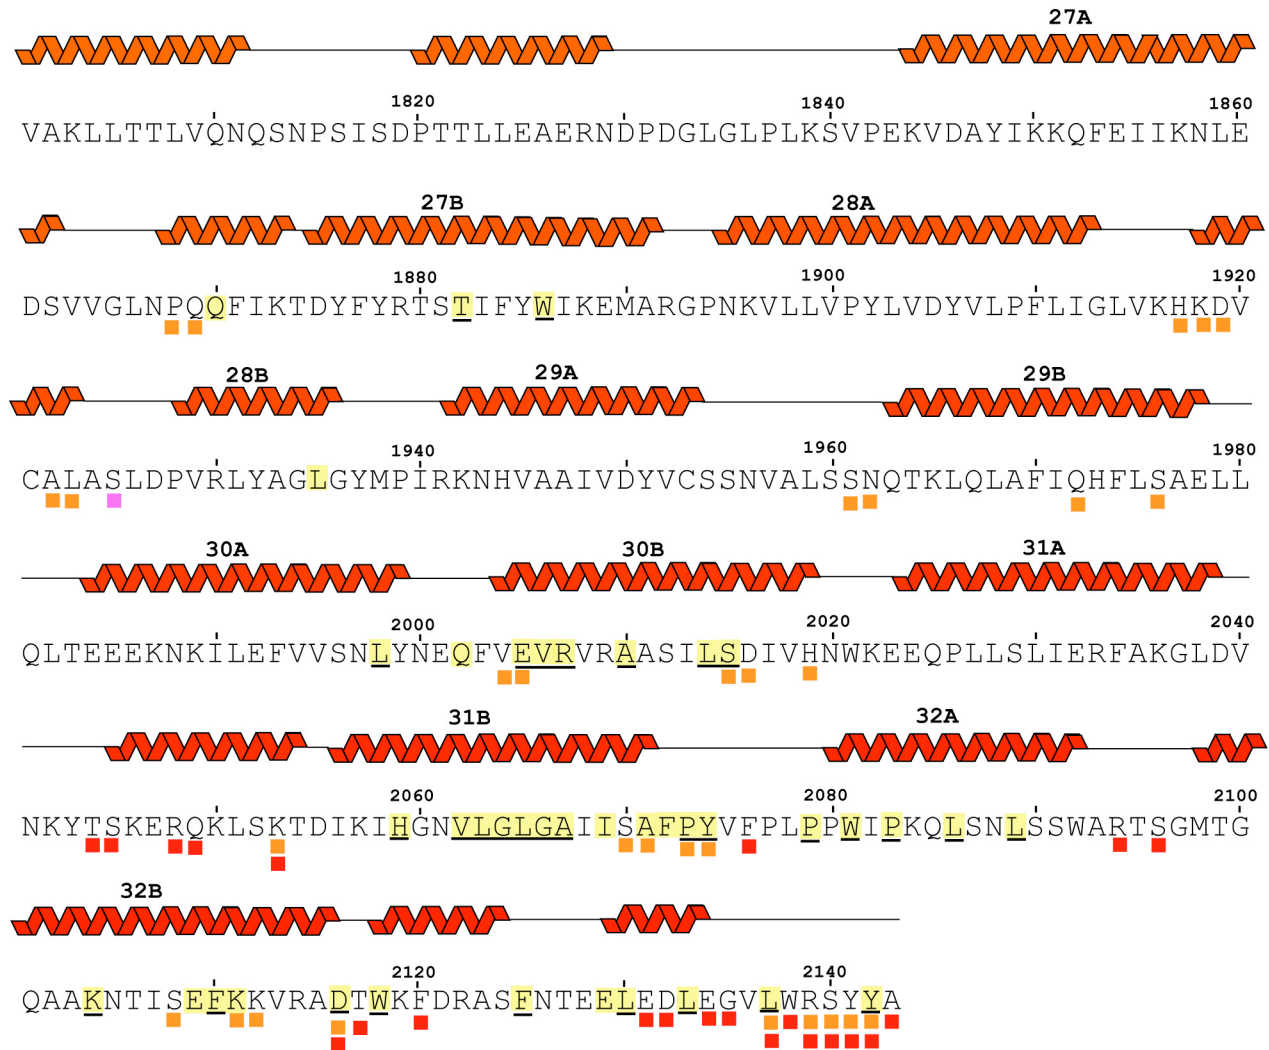 27A
1820 1840 1860
VAKLLTTLVQNQSNPSISDPTTLLEAERNDPDGLGLPLKSVPEKVDAYIKKQFEIIKNLE
27B 28A
1880 1900 1920
DSVVGLNPQQFIKTDYFYRTSTIFYWIKEMARGPNKVLLVPYLVDYVLPFLIGLVKHKDV
28B 29A 29B
1940 1960 1980
CALASLDPVRLYAGLGYMPIRKNHVAAIVDYVCSSNVALSSNQTKLQLAFIQHFLSAELL
30A 30B 31A
2000 2020 2040
QLTEEEKNKILEFVVSNLYNEQFVEVRVRAASILSDIVHNWKEEQPLLSLIERFAKGLDV
31B 32A
2060 2080 2100
NKYTSKERQKLSKTDIKIHGNVLGLGAIISAFPYVFPLPPWIPKQLSNLSSWARTSGMTG
32B
2120 2140
QAAKNTISEFKKVRADTWKFDRASFNTEELEDLEGVLWRSYYA